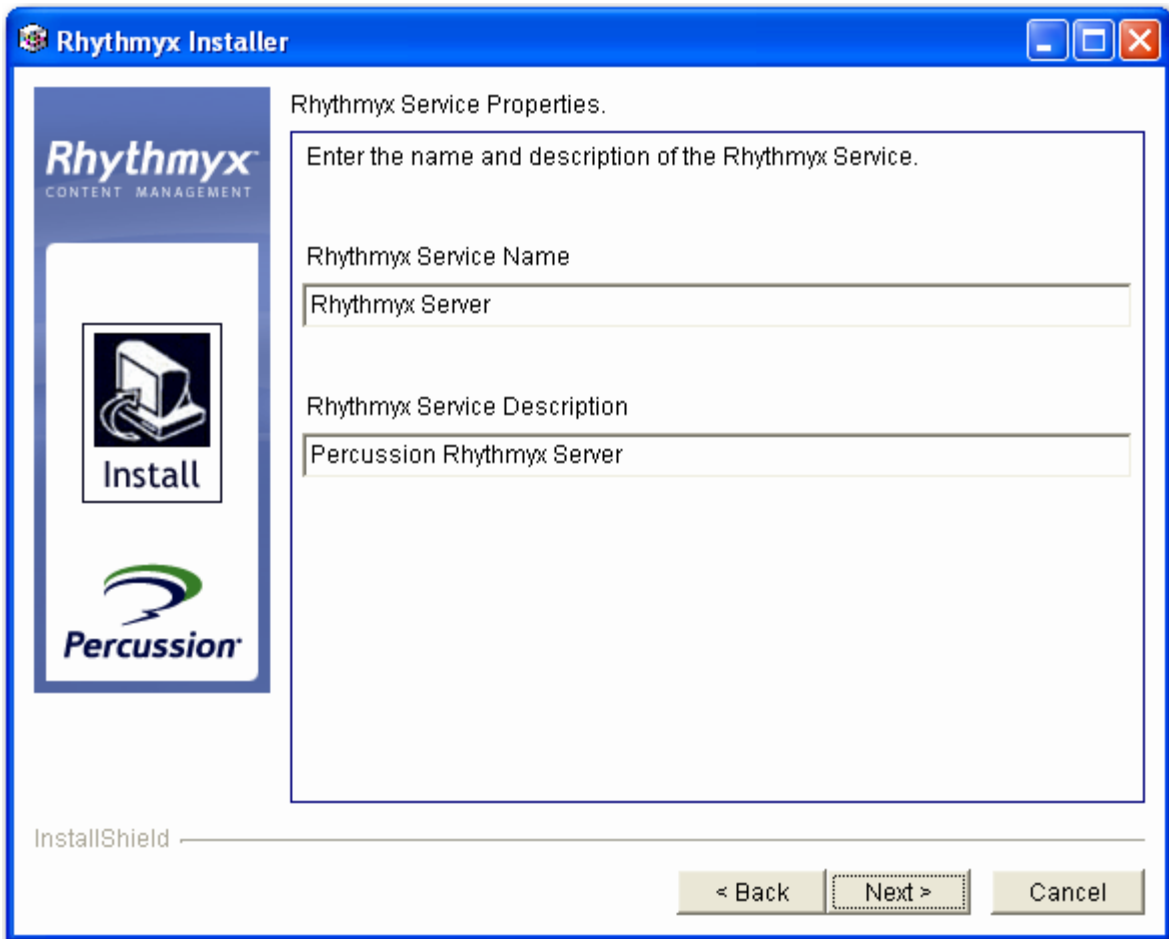 Rhythmyx Installer
Rhythmyx Service Properties.
Rhythmyx
CONTENT MANAGEMENT
Enter the name and description of the Rhythmyx Service.
Rhythmyx Service Name
Rhythmyx Server
Rhythmyx Service Description
Percussion Rhythmyx Server
Install
Percussion
InstallShield
< Back
Next >
Cancel